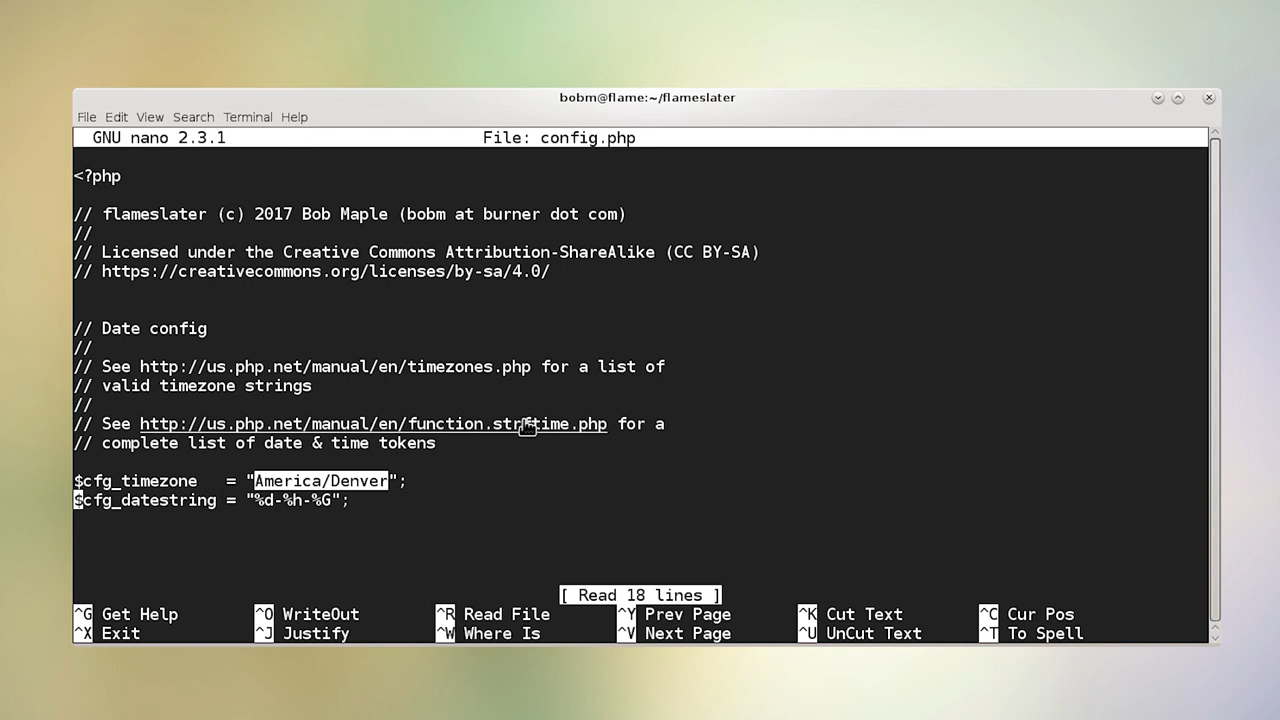 bobm@flame:~/flameslater
File Edit View Search Terminal Help
GNU nano 2.3.1 File: config.php
<?php
// flameslater (c) 2017 Bob Maple (bobm at burner dot com)
//
// Licensed under the Creative Commons Attribution-ShareAlike (CC BY-SA)
// https://creativecommons.org/licenses/by-sa/4.0/
// Date config
//
// See http://us.php.net/manual/en/timezones.php for a list of
// valid timezone strings
//
// See http://us.php.net/manual/en/function.strftime.php for a
// complete list of date & time tokens
$cfg_timezone   = "America/Denver";
$cfg_datestring = "%d-%h-%G";
[ Read 18 lines ]
^G Get Help ^O WriteOut ^R Read File ^Y Prev Page ^K Cut Text ^C Cur Pos
^X Exit ^J Justify ^W Where Is ^V Next Page ^U UnCut Text ^T To Spell